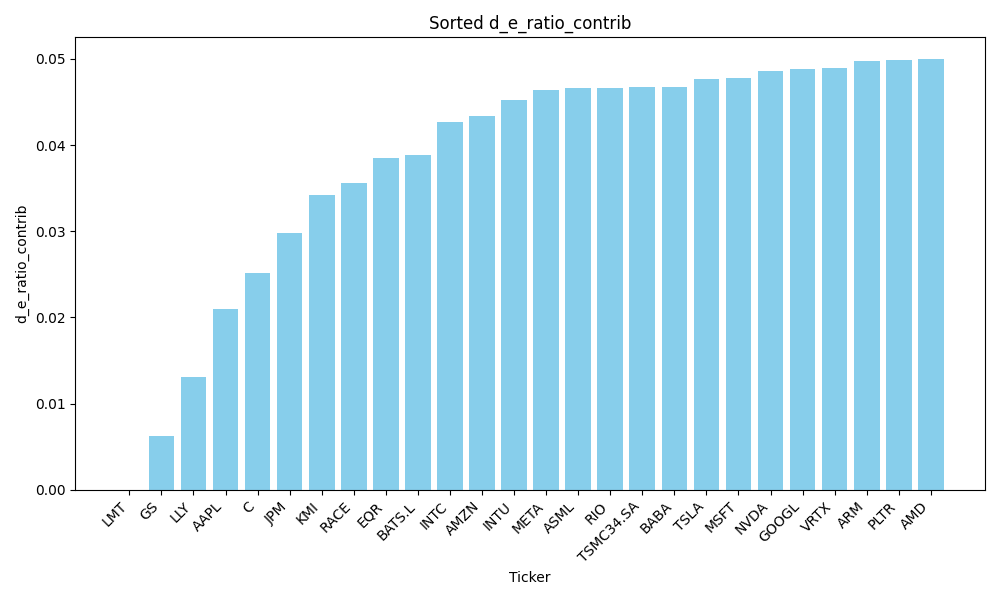 Sorted d_e_ratio_contrib
d_e_ratio_contrib
0.05
0.04
0.03
0.02
0.01
0.00
LMT
GS
LLY
AAPL
C
JPM
KMI
RACE
EQR
BATS.L
INTC
AMZN
INTU
META
ASML
RIO
TSMC34.SA
BABA
TSLA
MSFT
NVDA
GOOGL
VRTX
ARM
PLTR
AMD
Ticker